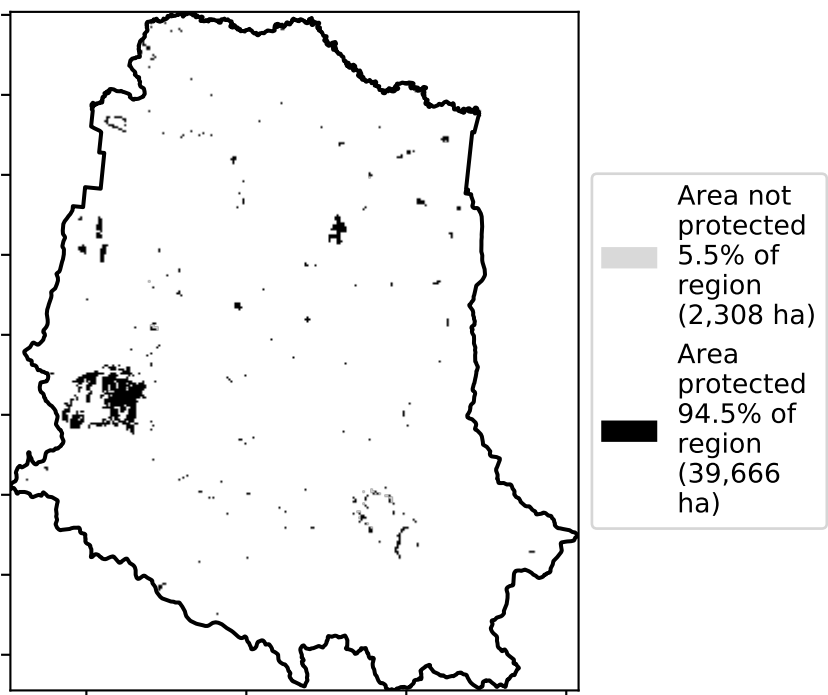 Area not
protected
5.5% of
region
(2,308 ha)
Area
protected
94.5% of
region
(39,666
ha)